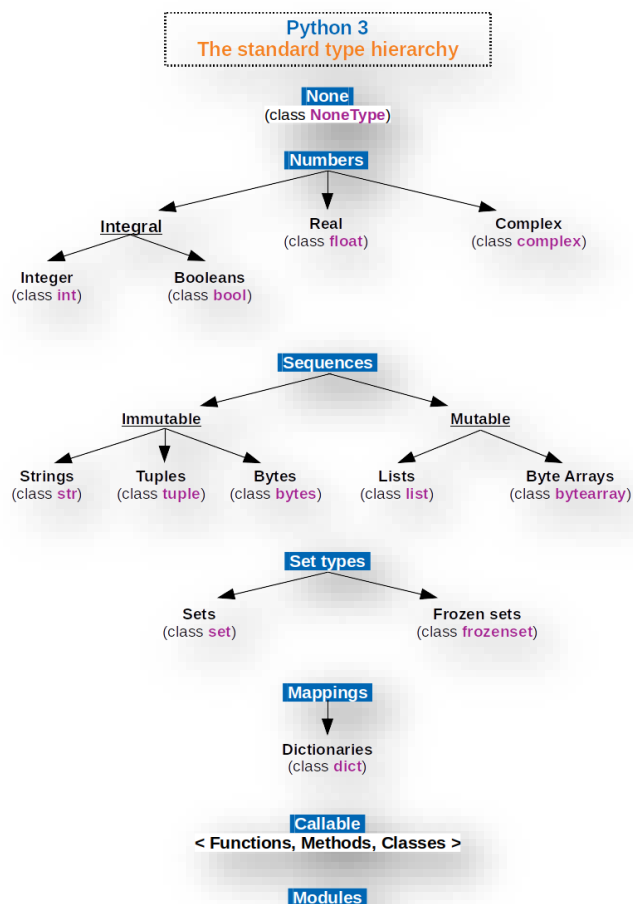 Python 3
The standard type hierarchy
None
(class NoneType)
Numbers
Integral
Real
(class float)
Complex
(class complex)
Integer
(class int)
Booleans
(class bool)
Sequences
Immutable
Mutable
Strings
(class str)
Tuples
(class tuple)
Bytes
(class bytes)
Lists
(class list)
Byte Arrays
(class bytearray)
Set types
Sets
(class set)
Frozen sets
(class frozenset)
Mappings
Dictionaries
(class dict)
Callable
< Functions, Methods, Classes >
Modules